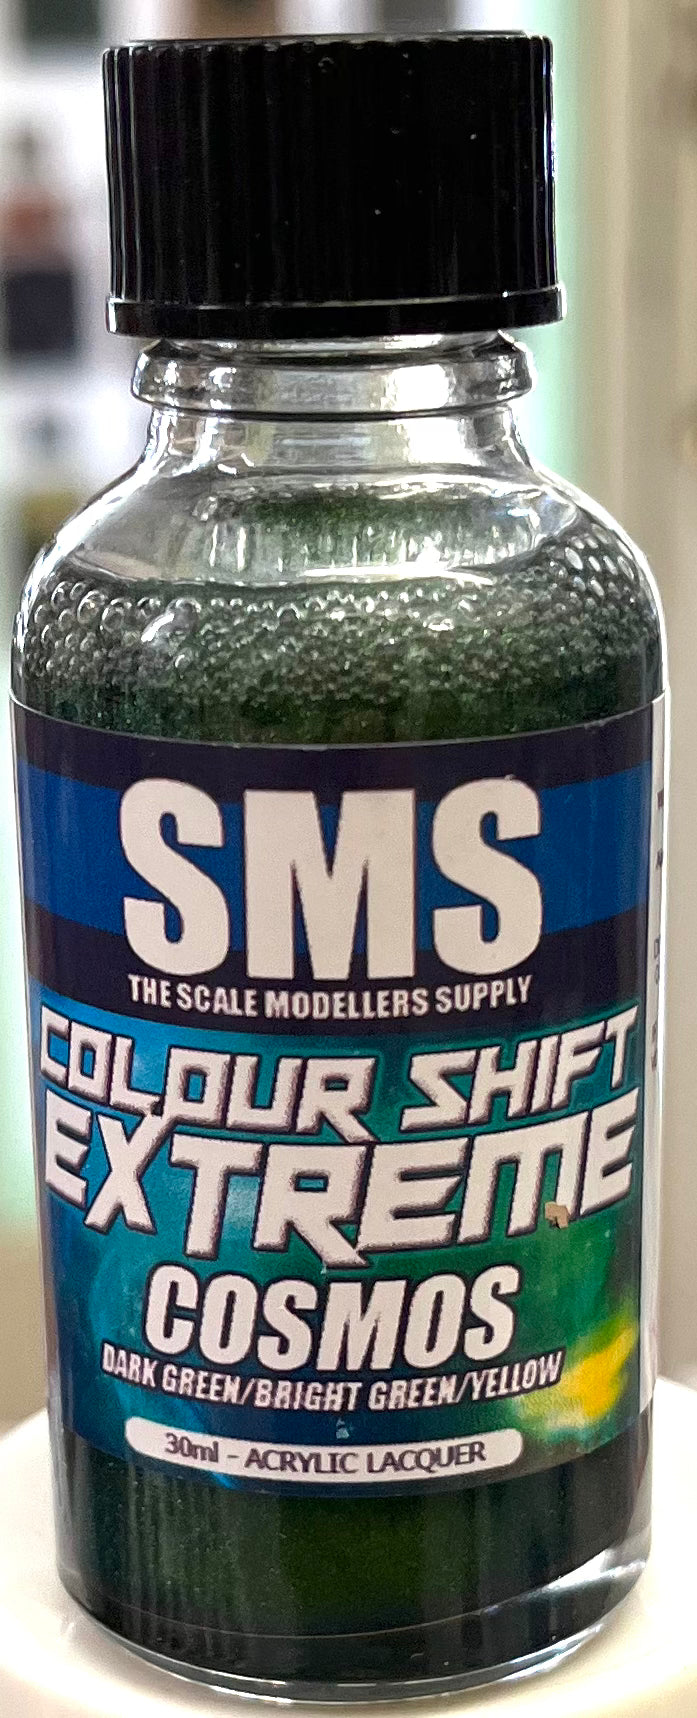 SMS
THE SCALE MODELLERS SUPPLY
COLOUR SHIFT
EXTREME
COSMOS
DARK GREEN/BRIGHT GREEN/YELLOW
30ml - ACRYLIC LACQUER